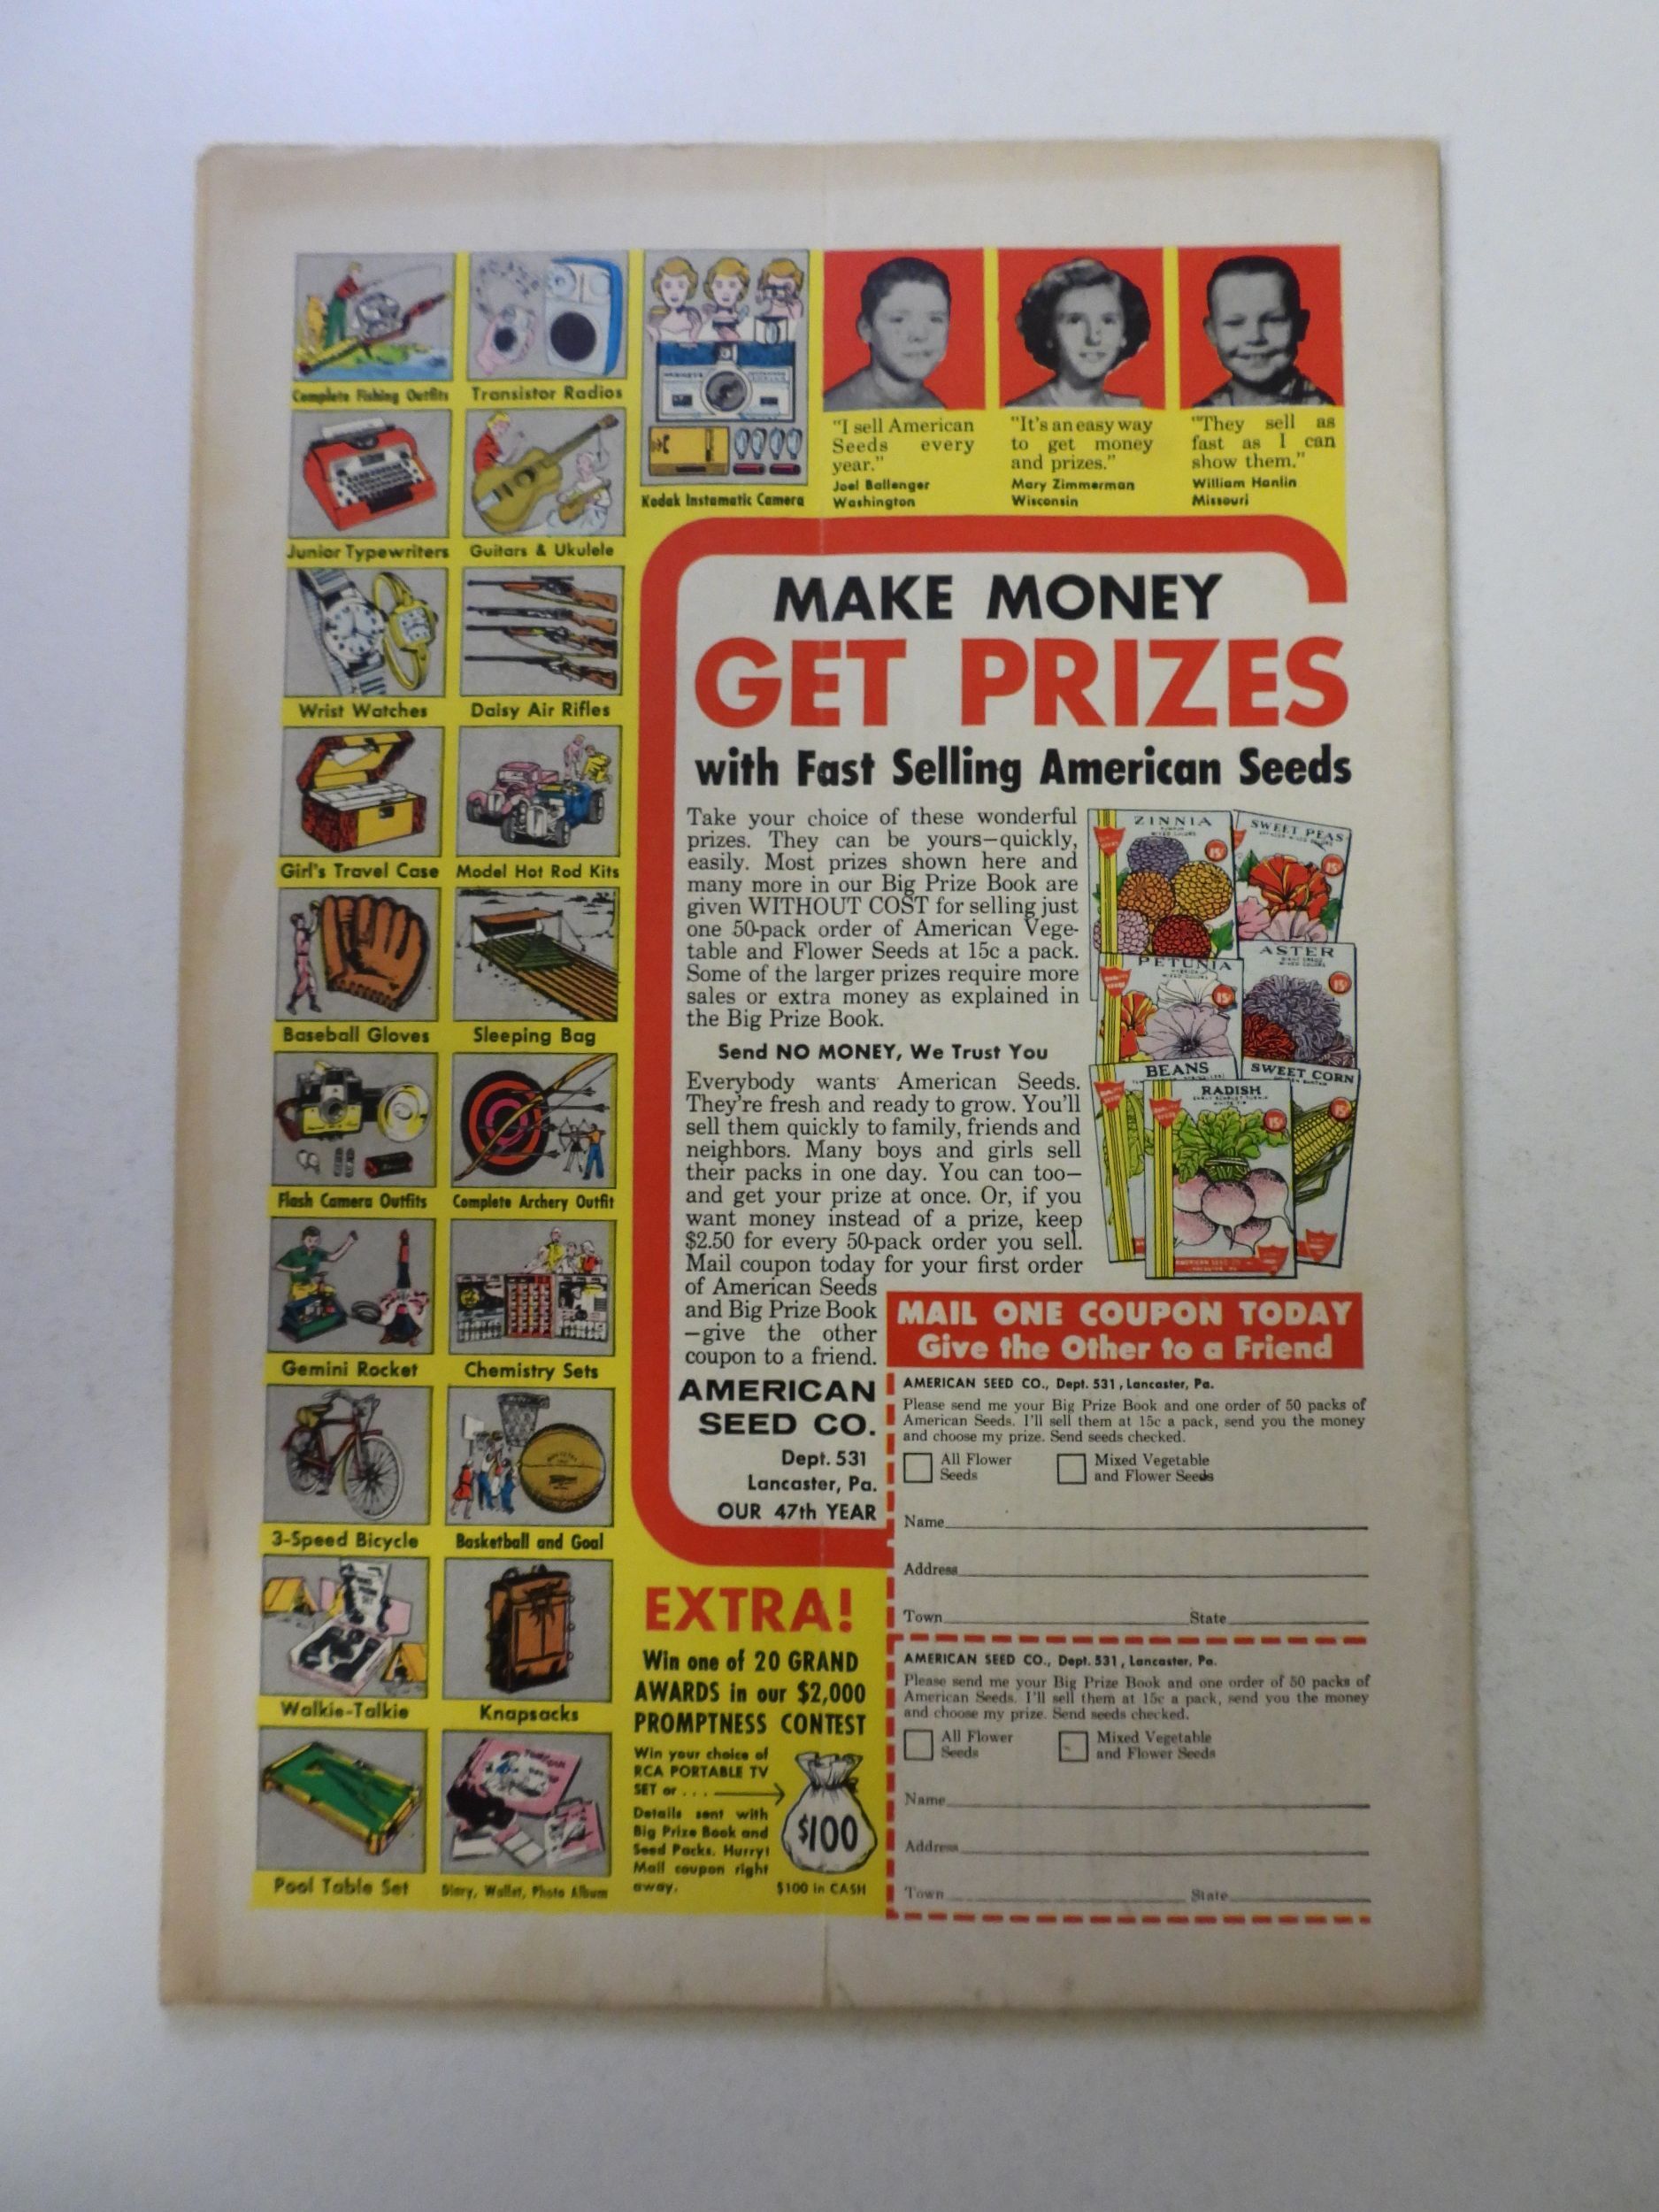 Complete Fishing Outfits
Transistor Radios
Kodak Instamatic Camera
Junior Typewriters
Guitars & Ukulele
Wrist Watches
Daisy Air Rifles
Girl's Travel Case
Model Hot Rod Kits
Baseball Gloves
Sleeping Bag
Flash Camera Outfits
Complete Archery Outfit
Gemini Rocket
Chemistry Sets
3-Speed Bicycle
Basketball and Goal
Walkie-Talkie
Knapsacks
Pool Table Set
Diary, Wallet, Photo Album
"I sell American
Seeds every
year."
Joel Ballenger
Washington
"It's an easy way
to get money
and prizes."
Mary Zimmerman
Wisconsin
"They sell as
fast as I can
show them."
William Hanlin
Missouri
MAKE MONEY
GET PRIZES
with Fast Selling American Seeds
Take your choice of these wonderful
prizes. They can be yours—quickly,
easily. Most prizes shown here and
many more in our Big Prize Book are
given WITHOUT COST for selling just
one 50-pack order of American Vege-
table and Flower Seeds at 15c a pack.
Some of the larger prizes require more
sales or extra money as explained in
the Big Prize Book.
Send NO MONEY, We Trust You
Everybody wants American Seeds.
They're fresh and ready to grow. You'll
sell them quickly to family, friends and
neighbors. Many boys and girls sell
their packs in one day. You can too—
and get your prize at once. Or, if you
want money instead of a prize, keep
$2.50 for every 50-pack order you sell.
Mail coupon today for your first order
of American Seeds
and Big Prize Book
—give the other
coupon to a friend.
AMERICAN
SEED CO.
Dept. 531
Lancaster, Pa.
OUR 47th YEAR
ZINNIA
15¢
SWEET PEAS
15¢
PETUNIA
15¢
ASTER
15¢
BEANS
SWEET CORN
15¢
RADISH
15¢
MAIL ONE COUPON TODAY
Give the Other to a Friend
AMERICAN SEED CO., Dept. 531, Lancaster, Pa.
Please send me your Big Prize Book and one order of 50 packs of
American Seeds. I'll sell them at 15c a pack, send you the money
and choose my prize. Send seeds checked.
All Flower
Seeds
Mixed Vegetable
and Flower Seeds
Name
Address
Town State
AMERICAN SEED CO., Dept. 531, Lancaster, Pa.
Please send me your Big Prize Book and one order of 50 packs of
American Seeds. I'll sell them at 15c a pack, send you the money
and choose my prize. Send seeds checked.
All Flower
Seeds
Mixed Vegetable
and Flower Seeds
Name
Address
Town State
EXTRA!
Win one of 20 GRAND
AWARDS in our $2,000
PROMPTNESS CONTEST
Win your choice of
RCA PORTABLE TV
SET or . . .
Details sent with
Big Prize Book and
Seed Packs. Hurry!
Mail coupon right
away.
$100
$100 in CASH